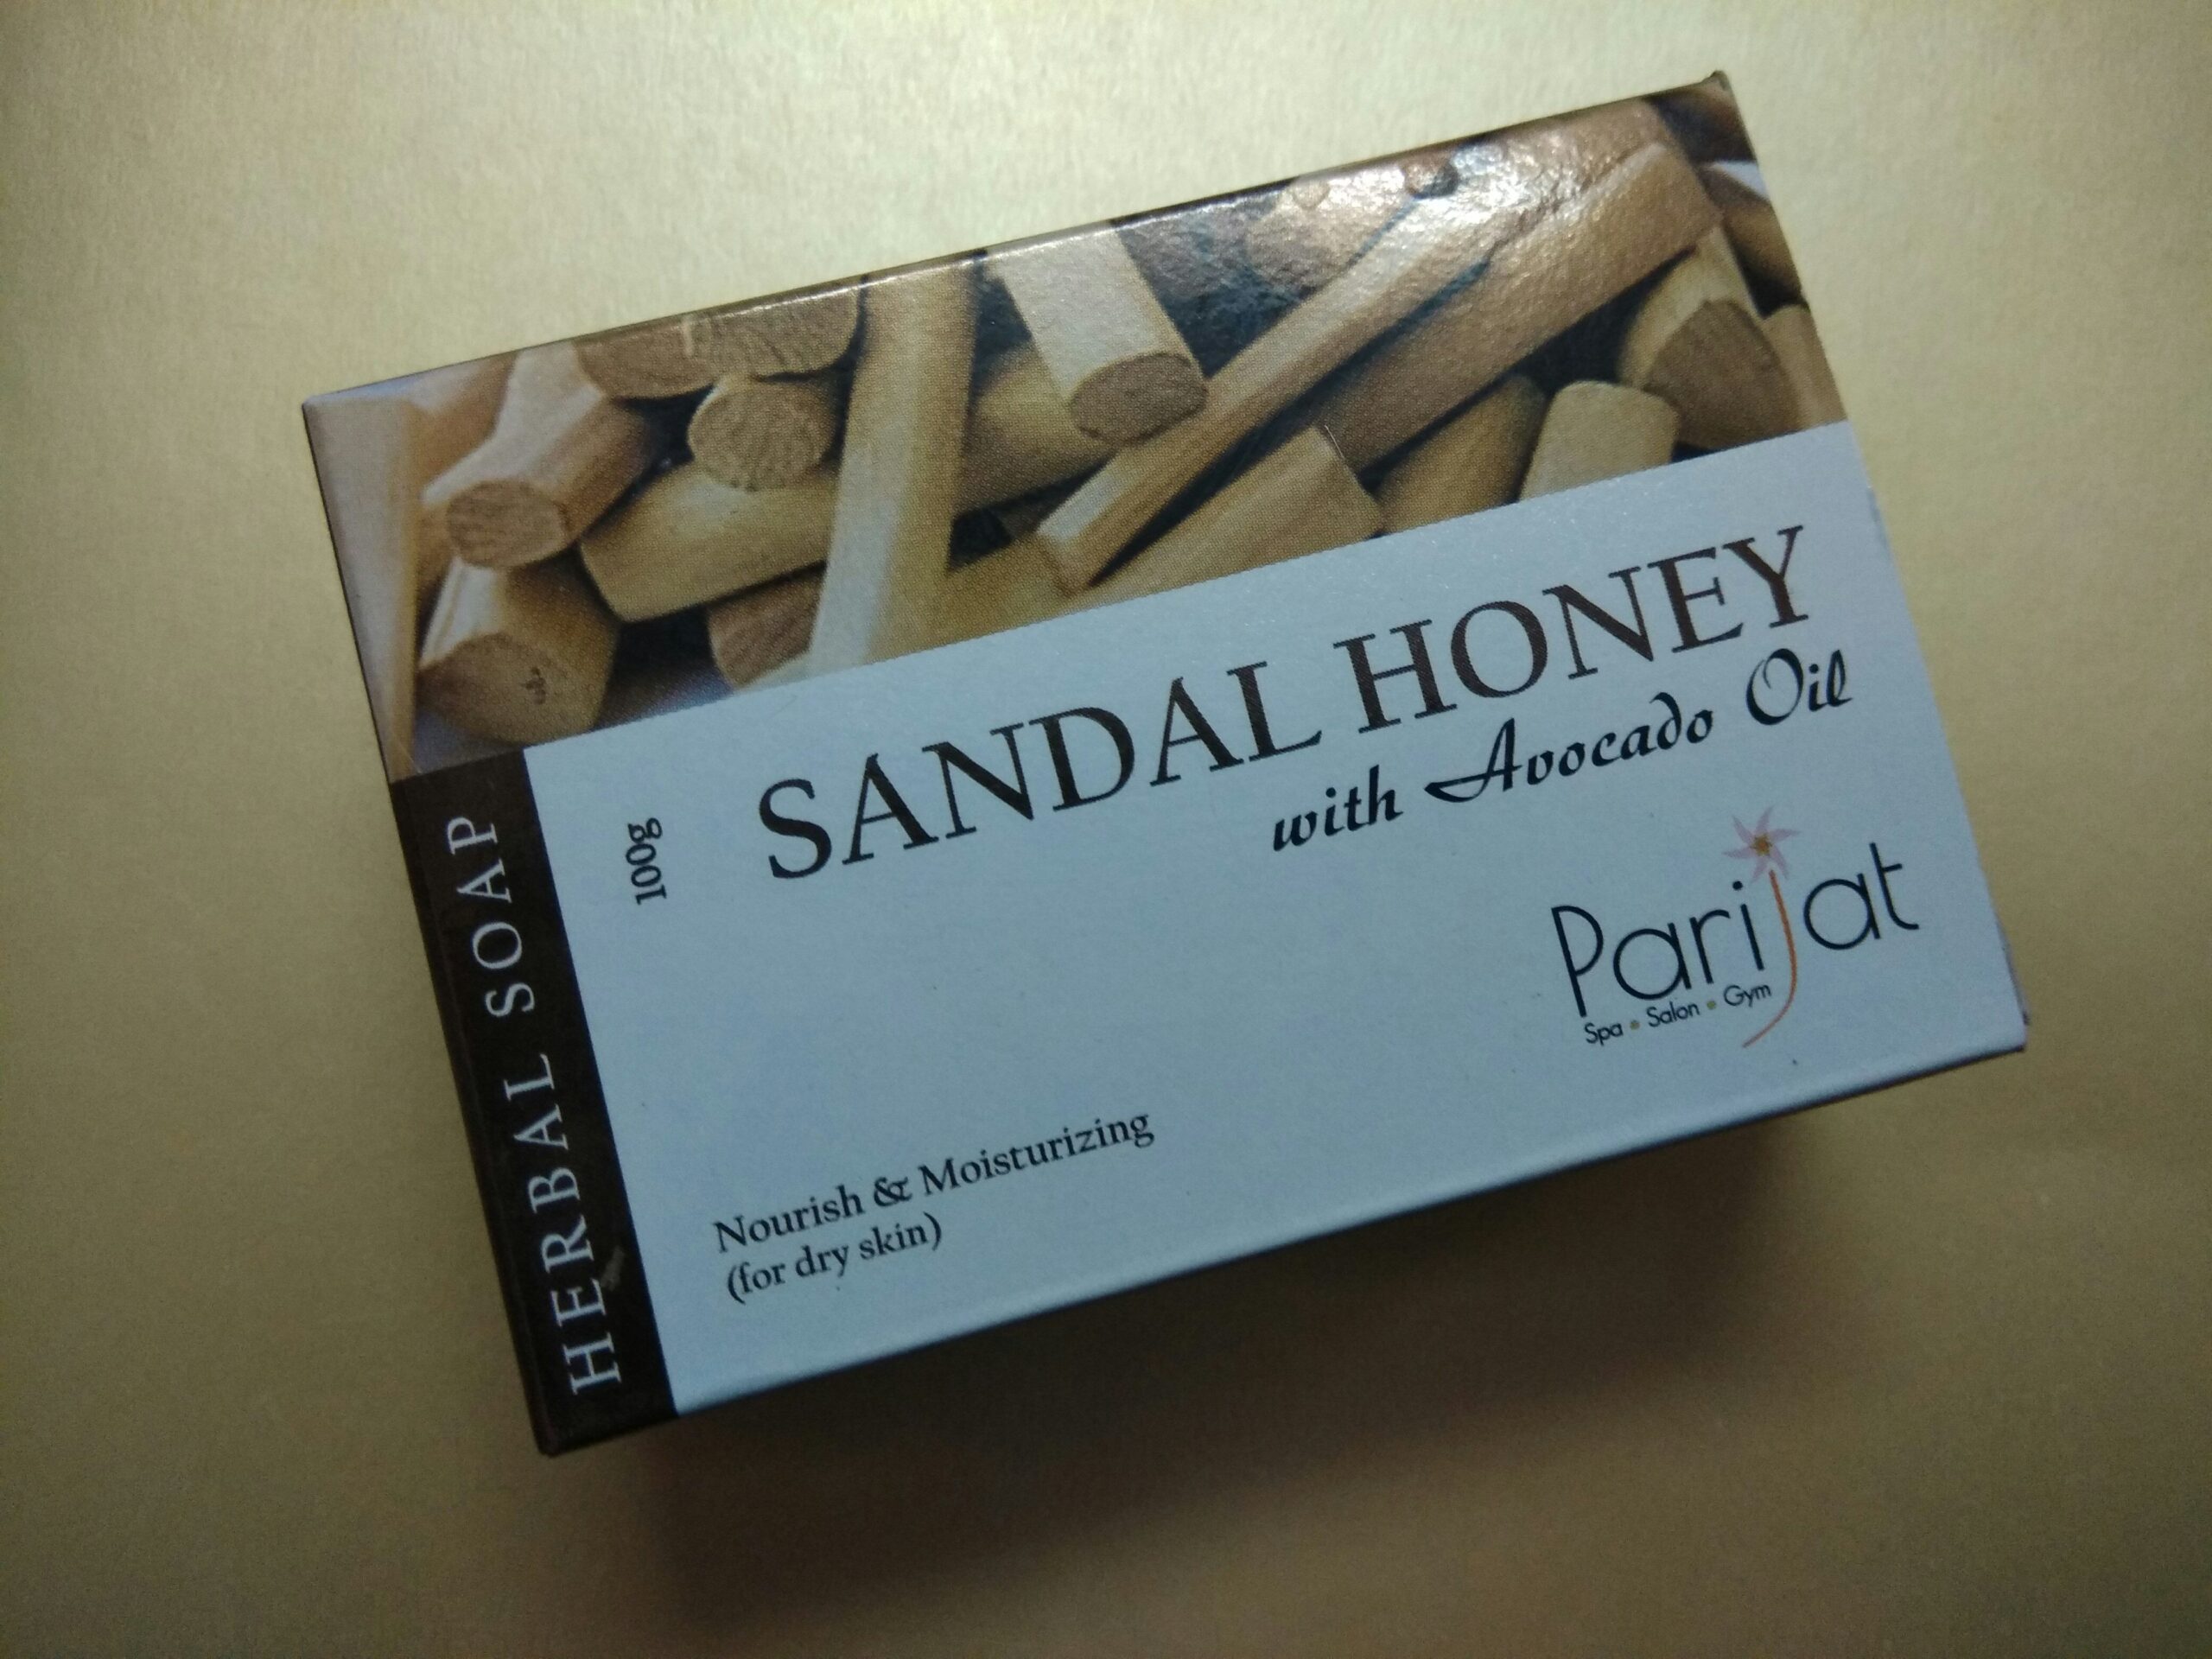 SANDAL HONEY
with Avocado Oil
100g
HERBAL SOAP
Parijat
Spa • Salon • Gym
Nourish & Moisturizing
(for dry skin)